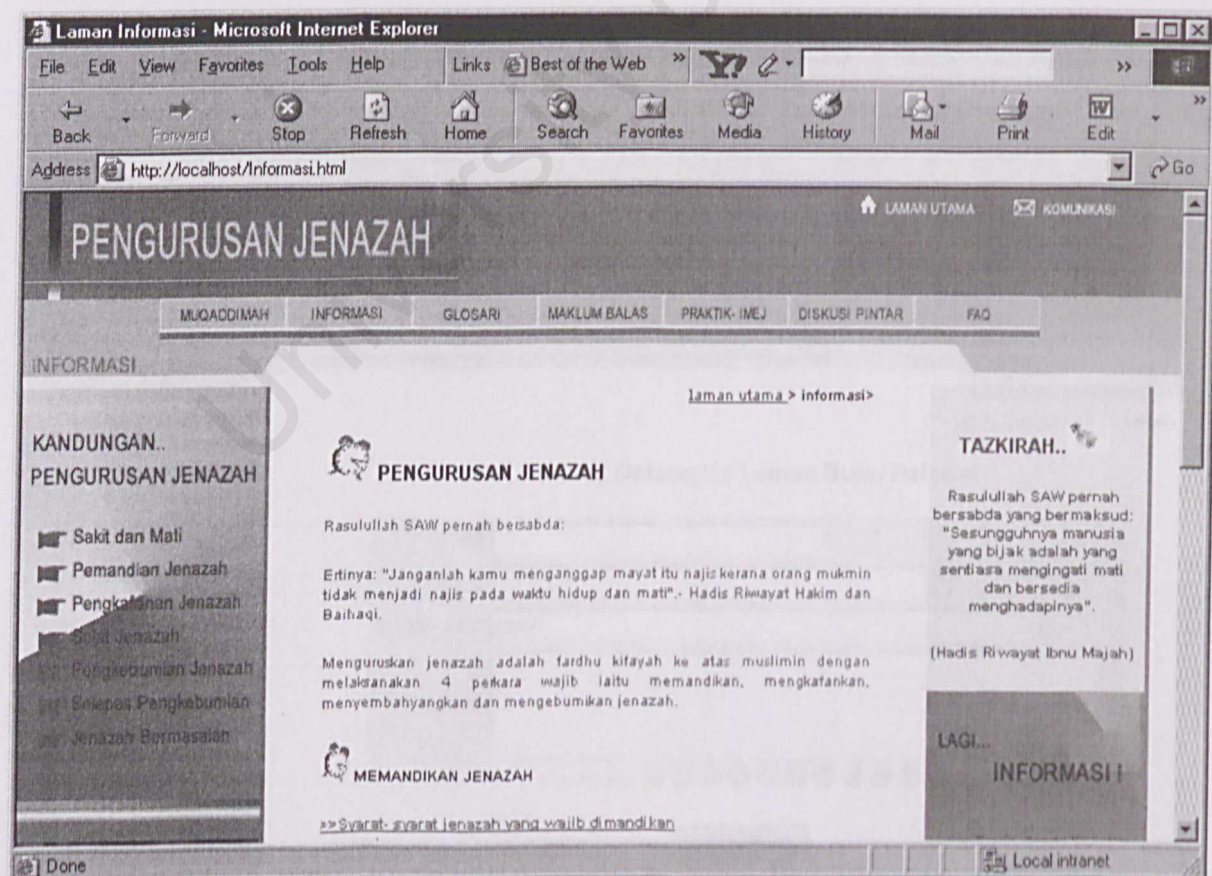 Laman Informasi - Microsoft Internet Explorer
File Edit View Favorites Tools Help Links Best of the Web » Y! »
Back Forward Stop Refresh Home Search Favorites Media History Mail Print Edit »
Address http://localhost/Informasi.html Go
LAMAN UTAMA KOMUNIKASI
PENGURUSAN JENAZAH
MUQADDIMAH INFORMASI GLOSARI MAKLUM BALAS PRAKTIK- IMEJ DISKUSI PINTAR FAQ
INFORMASI
laman utama > informasi>
KANDUNGAN..
PENGURUSAN JENAZAH
Sakit dan Mati
Pemandian Jenazah
Pengkafanan Jenazah
Solat Jenazah
Pengkebumian Jenazah
Selepas Pengkebumian
Jenazah Bermasalah
PENGURUSAN JENAZAH
Rasulullah SAW pernah bersabda:
Ertinya: "Janganlah kamu menganggap mayat itu najis kerana orang mukmin
tidak menjadi najis pada waktu hidup dan mati".- Hadis Riwayat Hakim dan
Baihaqi.
Menguruskan jenazah adalah fardhu kifayah ke atas muslimin dengan
melaksanakan 4 perkara wajib iaitu memandikan, mengkafankan,
menyembahyangkan dan mengebumikan jenazah.
MEMANDIKAN JENAZAH
>>Syarat- syarat jenazah yang wajib dimandikan
TAZKIRAH..
Rasulullah SAW pernah
bersabda yang bermaksud:
"Sesungguhnya manusia
yang bijak adalah yang
sentiasa mengingati mati
dan bersedia
menghadapinya".
(Hadis Riwayat Ibnu Majah)
LAGI...
INFORMASI !
Done Local intranet